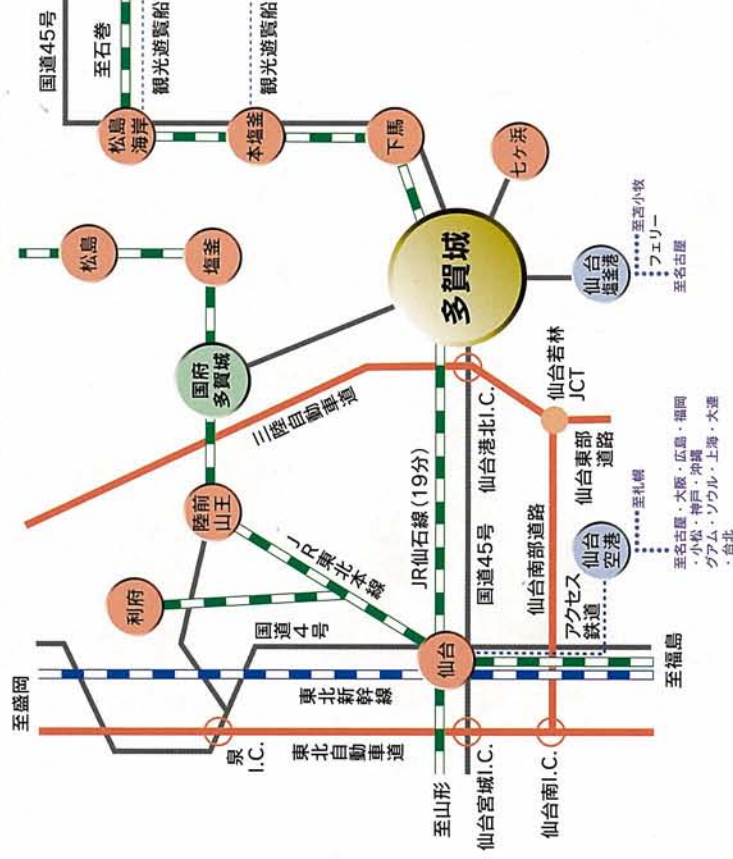 国道45号
至石巻
観光遊覧船
観光遊覧船
松島
海岸
本塩釜
下馬
七ヶ浜
松島
塩釜
多賀城
仙台
塩釜港
至苫小牧
フェリー
至名古屋
国府
多賀城
三陸自動車道
仙台港北I.C.
仙台若林
JCT
仙台東部
道路
陸前
山王
JR仙石線(19分)
国道45号
仙台南部道路
仙台
空港
至札幌
至名古屋・大阪・広島・福岡
・小松・神戸・沖縄
グアム・ソウル・上海・大連
・台北
アクセス
鉄道
利府
JR東北本線
国道
4号
仙台
至盛岡
東北新幹線
至福島
泉
I.C.
東北自動車道
至山形
仙台宮城I.C.
仙台南I.C.